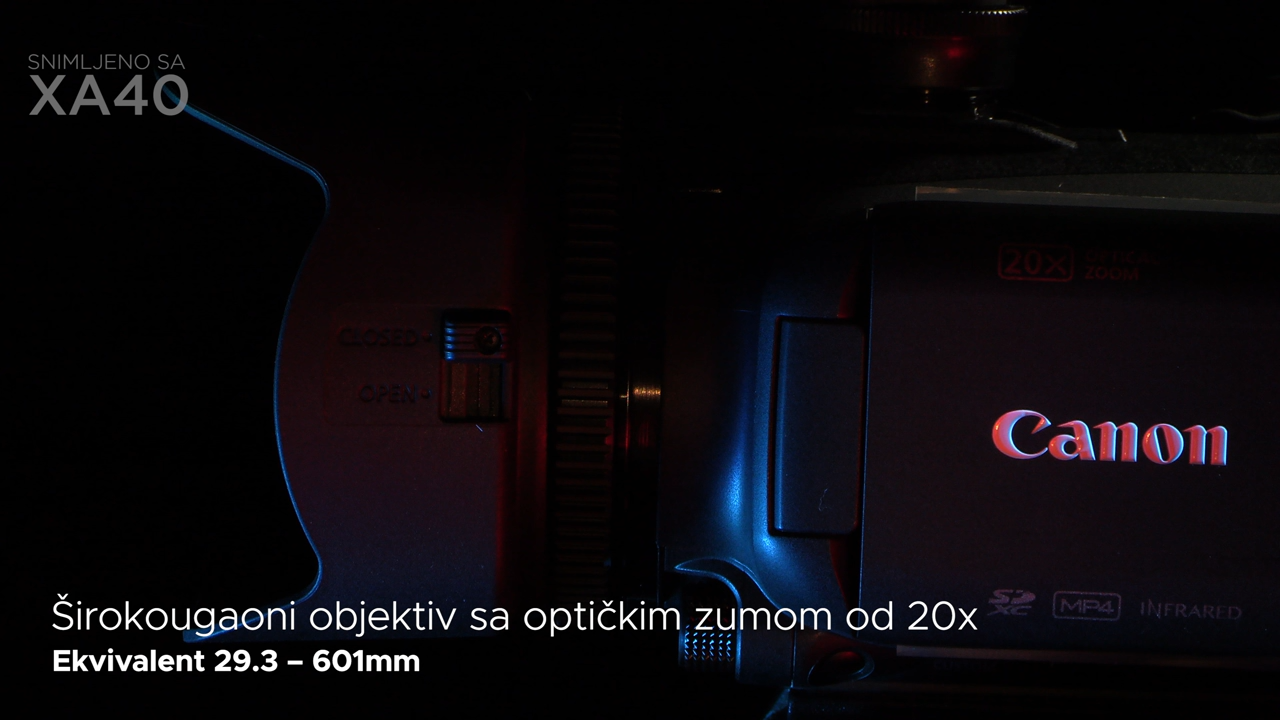 SNIMLJENO SA
XA40
20x OPTICAL
ZOOM
CLOSED
OPEN
Canon
SD
XC
MP4
INFRARED
Širokougaoni objektiv sa optičkim zumom od 20x
Ekvivalent 29.3 – 601mm